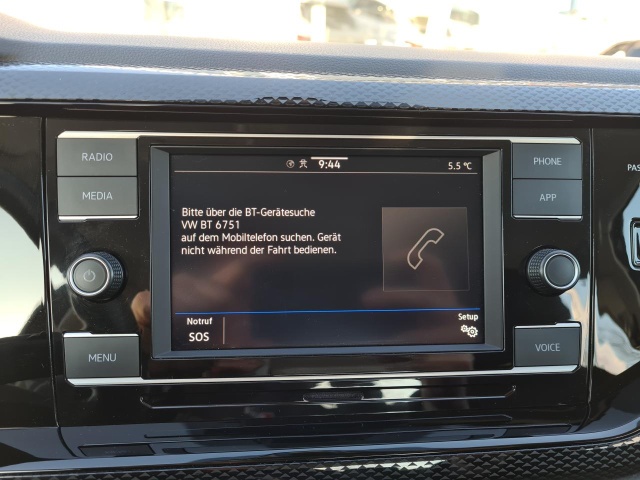 RADIO
MEDIA
MENU
9:44
5.5 °C
Bitte über die BT-Gerätesuche
VW BT 6751
auf dem Mobiltelefon suchen. Gerät
nicht während der Fahrt bedienen.
Notruf
SOS
Setup
PHONE
APP
VOICE